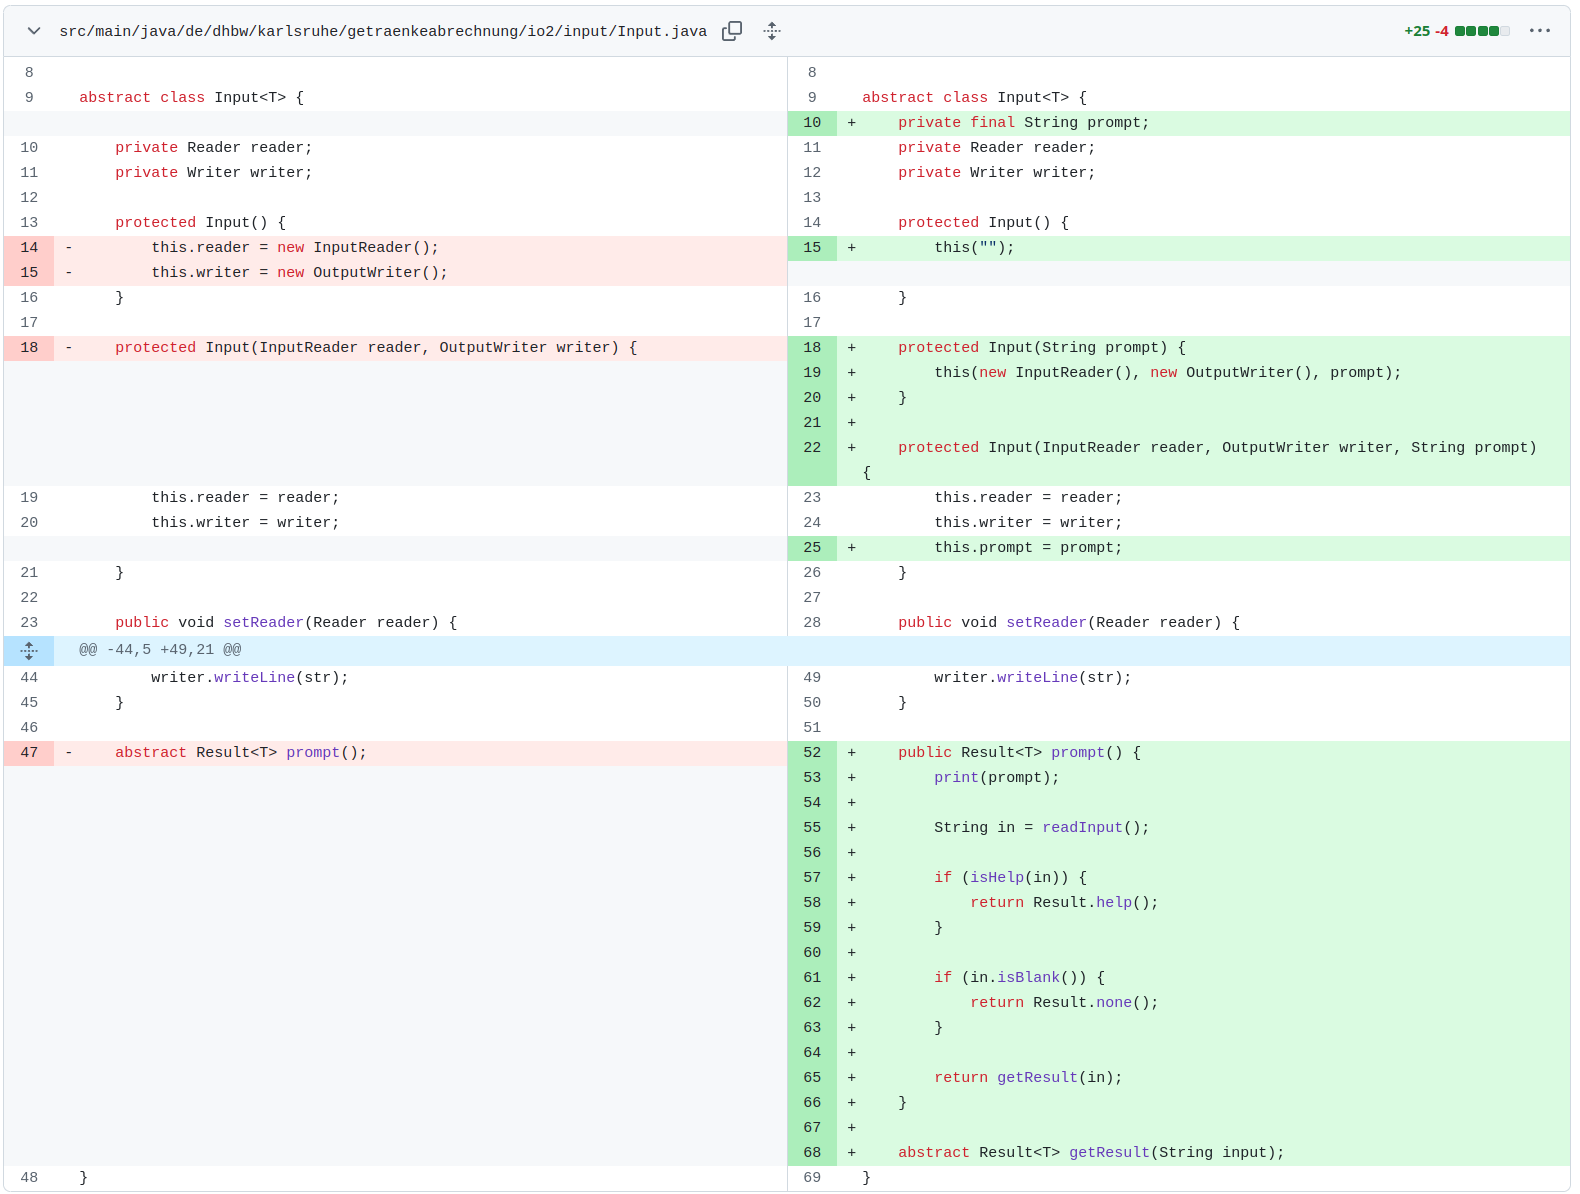 src/main/java/de/dhbw/karlsruhe/getraenkeabrechnung/io2/input/Input.java +25 -4
8
9 abstract class Input<T> {
10 private Reader reader;
11 private Writer writer;
12
13 protected Input() {
14 - this.reader = new InputReader();
15 - this.writer = new OutputWriter();
16 }
17
18 - protected Input(InputReader reader, OutputWriter writer) {
19 this.reader = reader;
20 this.writer = writer;
21 }
22
23 public void setReader(Reader reader) {
8
9 abstract class Input<T> {
10 + private final String prompt;
11 private Reader reader;
12 private Writer writer;
13
14 protected Input() {
15 + this("");
16 }
17
18 + protected Input(String prompt) {
19 + this(new InputReader(), new OutputWriter(), prompt);
20 + }
21 +
22 + protected Input(InputReader reader, OutputWriter writer, String prompt)
{
23 this.reader = reader;
24 this.writer = writer;
25 + this.prompt = prompt;
26 }
27
28 public void setReader(Reader reader) {
@@ -44,5 +49,21 @@
44 writer.writeLine(str);
45 }
46
47 - abstract Result<T> prompt();
48 }
49 writer.writeLine(str);
50 }
51
52 + public Result<T> prompt() {
53 + print(prompt);
54 +
55 + String in = readInput();
56 +
57 + if (isHelp(in)) {
58 + return Result.help();
59 + }
60 +
61 + if (in.isBlank()) {
62 + return Result.none();
63 + }
64 +
65 + return getResult(in);
66 + }
67 +
68 + abstract Result<T> getResult(String input);
69 }